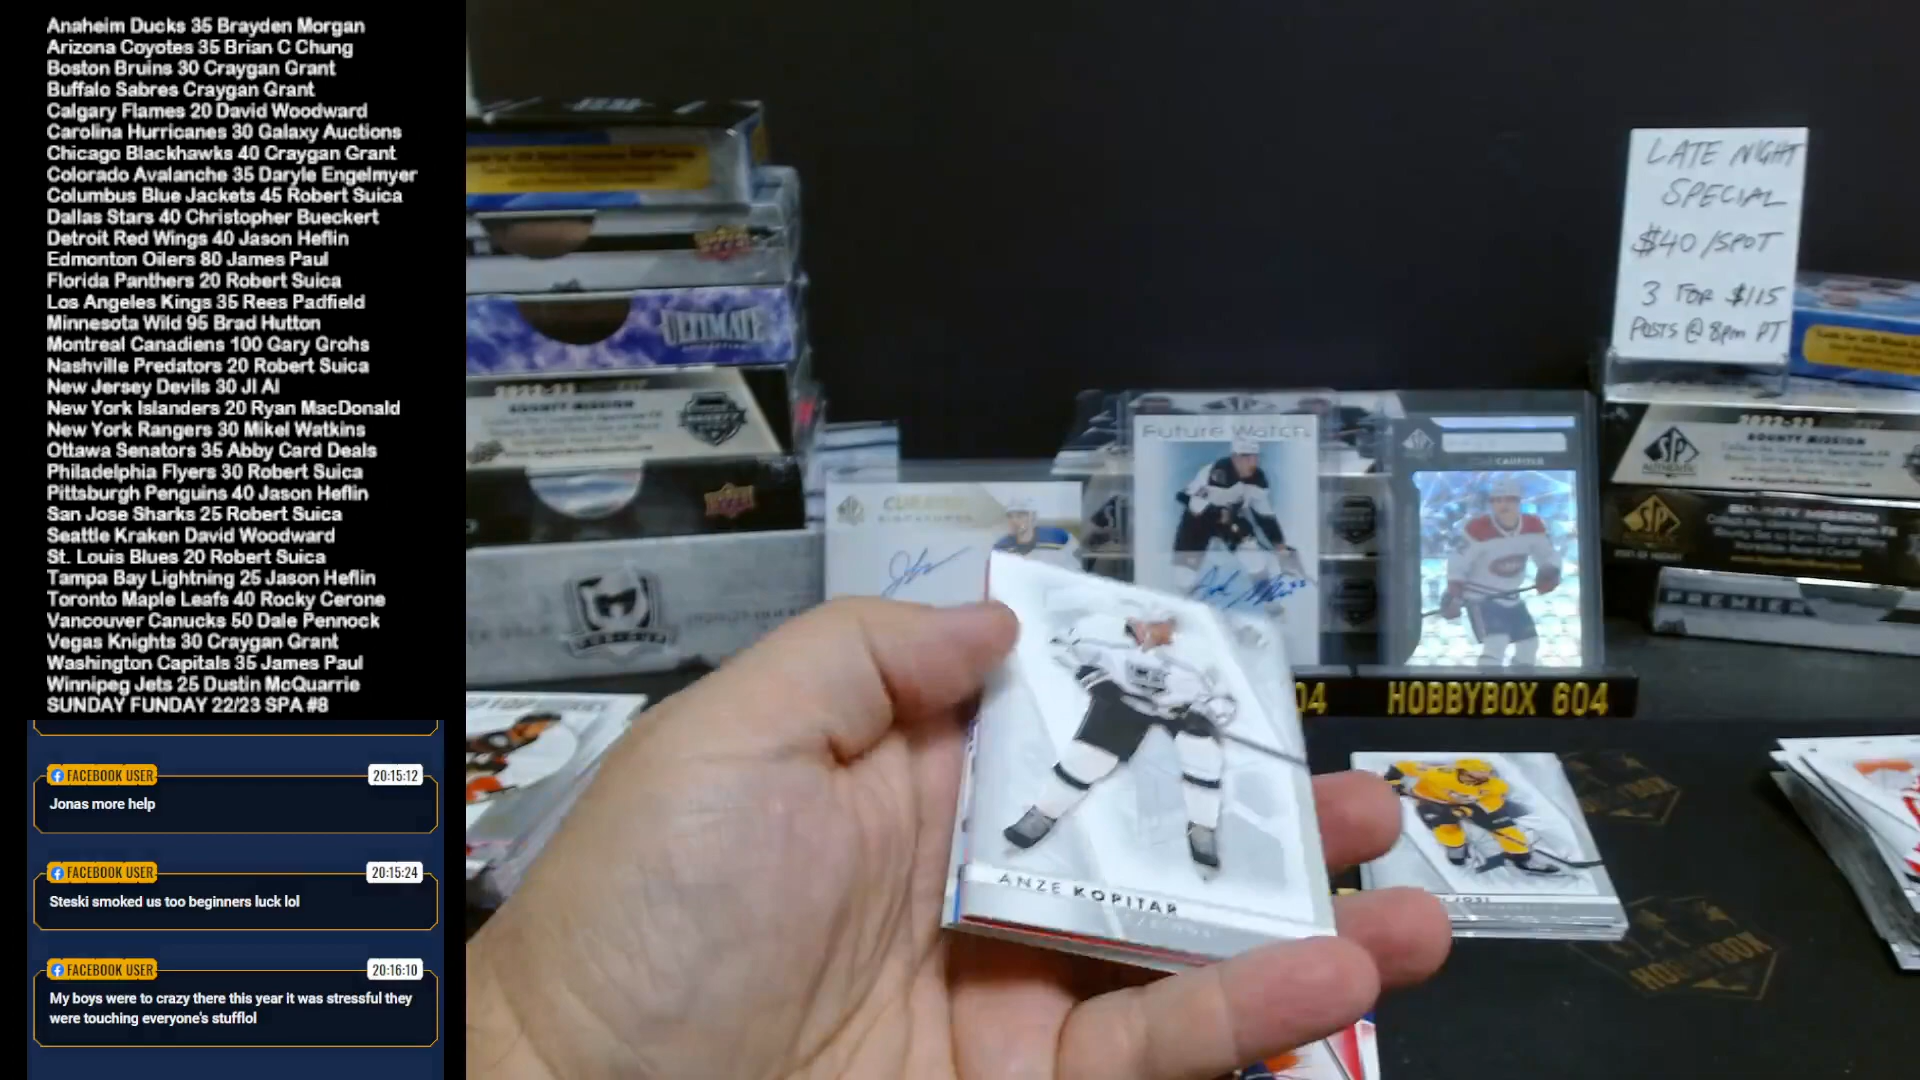 Anaheim Ducks 35 Brayden Morgan
Arizona Coyotes 35 Brian C Chung
Boston Bruins 30 Craygan Grant
Buffalo Sabres Craygan Grant
Calgary Flames 20 David Woodward
Carolina Hurricanes 30 Galaxy Auctions
Chicago Blackhawks 40 Craygan Grant
Colorado Avalanche 35 Daryle Engelmyer
Columbus Blue Jackets 45 Robert Suica
Dallas Stars 40 Christopher Bueckert
Detroit Red Wings 40 Jason Heflin
Edmonton Oilers 80 James Paul
Florida Panthers 20 Robert Suica
Los Angeles Kings 35 Rees Padfield
Minnesota Wild 95 Brad Hutton
Montreal Canadiens 100 Gary Grohs
Nashville Predators 20 Robert Suica
New Jersey Devils 30 JI AI
New York Islanders 20 Ryan MacDonald
New York Rangers 30 Mikel Watkins
Ottawa Senators 35 Abby Card Deals
Philadelphia Flyers 30 Robert Suica
Pittsburgh Penguins 40 Jason Heflin
San Jose Sharks 25 Robert Suica
Seattle Kraken David Woodward
St. Louis Blues 20 Robert Suica
Tampa Bay Lightning 25 Jason Heflin
Toronto Maple Leafs 40 Rocky Cerone
Vancouver Canucks 50 Dale Pennock
Vegas Knights 30 Craygan Grant
Washington Capitals 35 James Paul
Winnipeg Jets 25 Dustin McQuarrie
SUNDAY FUNDAY 22/23 SPA #8
FACEBOOK USER 20:15:12
Jonas more help
FACEBOOK USER 20:15:24
Steski smoked us too beginners luck lol
FACEBOOK USER 20:16:10
My boys were to crazy there this year it was stressful they
were touching everyone's stufflol
LATE NIGHT
SPECIAL
$40/SPOT
3 FOR $115
POSTS @ 8pm PT
ULTIMATE
BOUNTY MISSION
Future Watch
CAUFIELD
2022-23
BOUNTY MISSION
BOUNTY MISSION
PREMIER
04
HOBBYBOX 604
ANZE KOPITAR